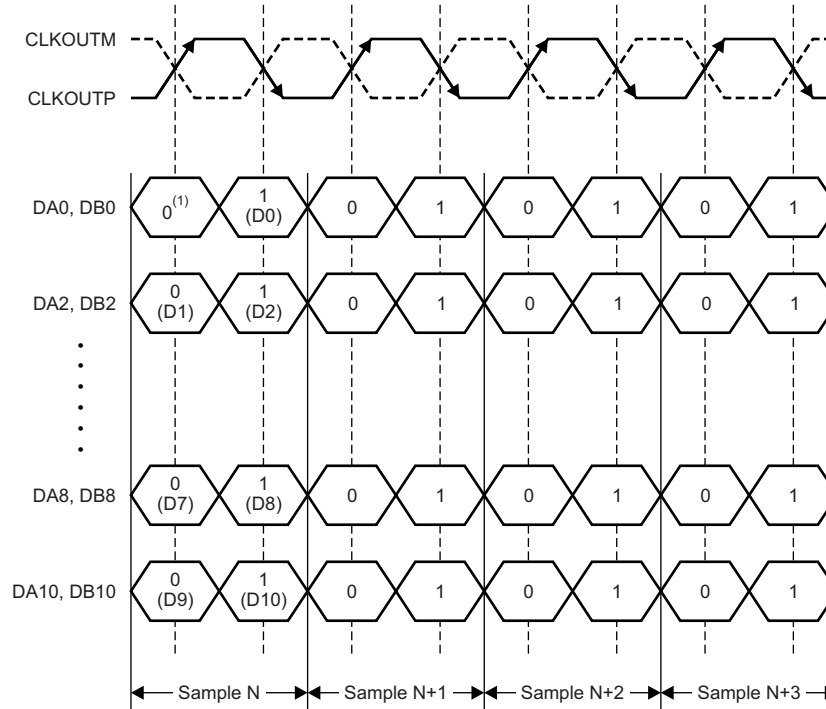 CLKOUTM
CLKOUTP
DA0, DB0
0(1)
1
(D0)
0
1
0
1
0
1
DA2, DB2
0
(D1)
1
(D2)
0
1
0
1
0
1
DA8, DB8
0
(D7)
1
(D8)
0
1
0
1
0
1
DA10, DB10
0
(D9)
1
(D10)
0
1
0
1
0
1
Sample N
Sample N+1
Sample N+2
Sample N+3